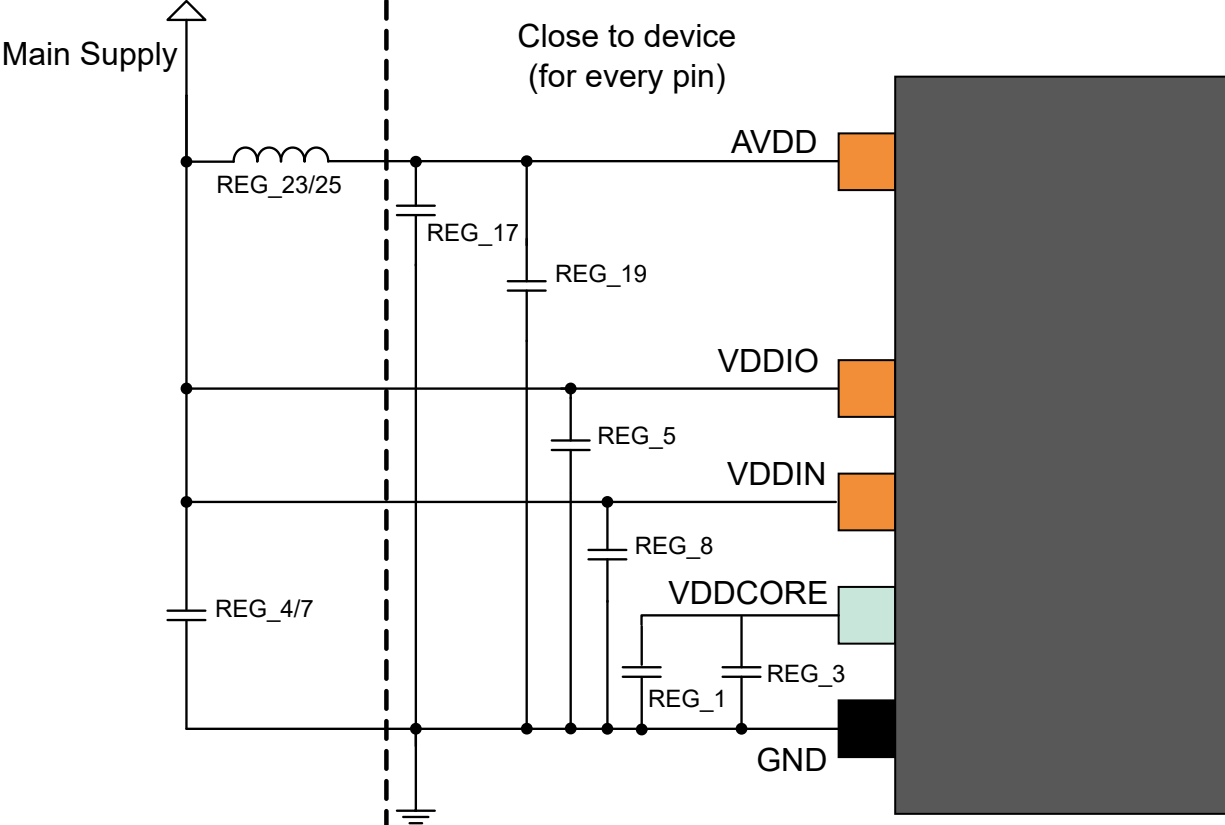 Close to device
(for every pin)
Main Supply
AVDD
REG_23/25
REG_17
REG_19
VDDIO
REG_5
VDDIN
REG_8
VDDCORE
REG_4/7
REG_3
REG_1
GND